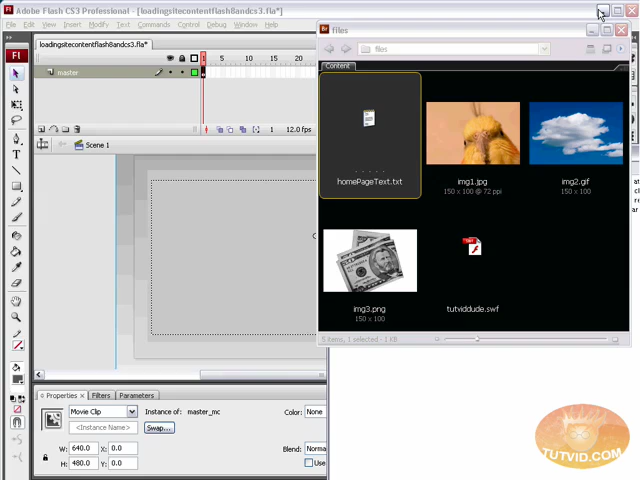 Adobe Flash CS3 Professional - [loadingsitecontentflash8andcs3.fla*]
File Edit View Insert Modify Text Commands Control Debug Window
files
loadingsitecontentflash8andcs3.fla*
files
Content
1 5 10 15 20 25
master
1 12.0 fps
Scene 1
homePageText.txt
img1.jpg
150 x 100 @ 72 ppi
img2.gif
150 x 100
img3.png
150 x 100
tutviddude.swf
5 items, 1 selected - 1 KB
Properties × Filters Parameters
Movie Clip
Instance of: master_mc
Color: None
<Instance Name>
Swap...
W: 640.0 X: 0.0
Blend: Norma
H: 480.0 Y: 0.0
Use
TUTVID.COM